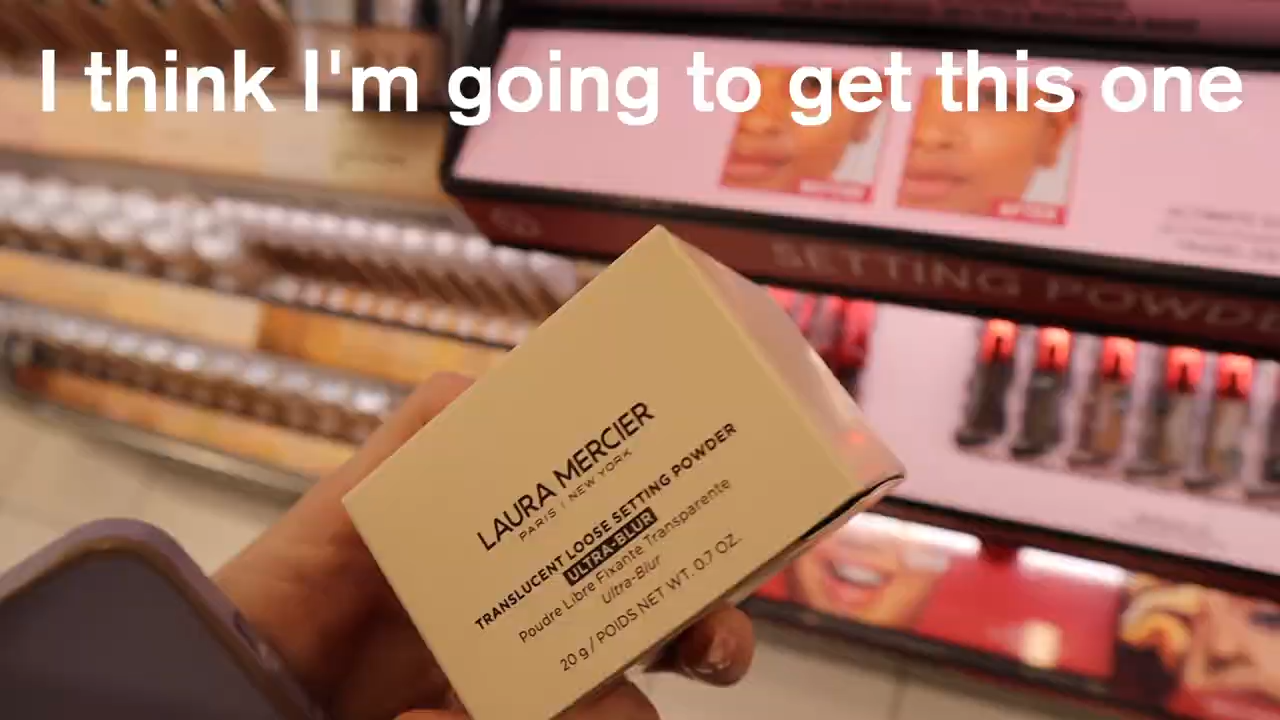 I think I'm going to get this one
SETTING POWDE
LAURA MERCIER
PARIS | NEW YORK
TRANSLUCENT LOOSE SETTING POWDER
ULTRA-BLUR
Poudre Libre Fixante Transparente
Ultra-Blur
20 g / POIDS NET WT. 0.7 OZ.